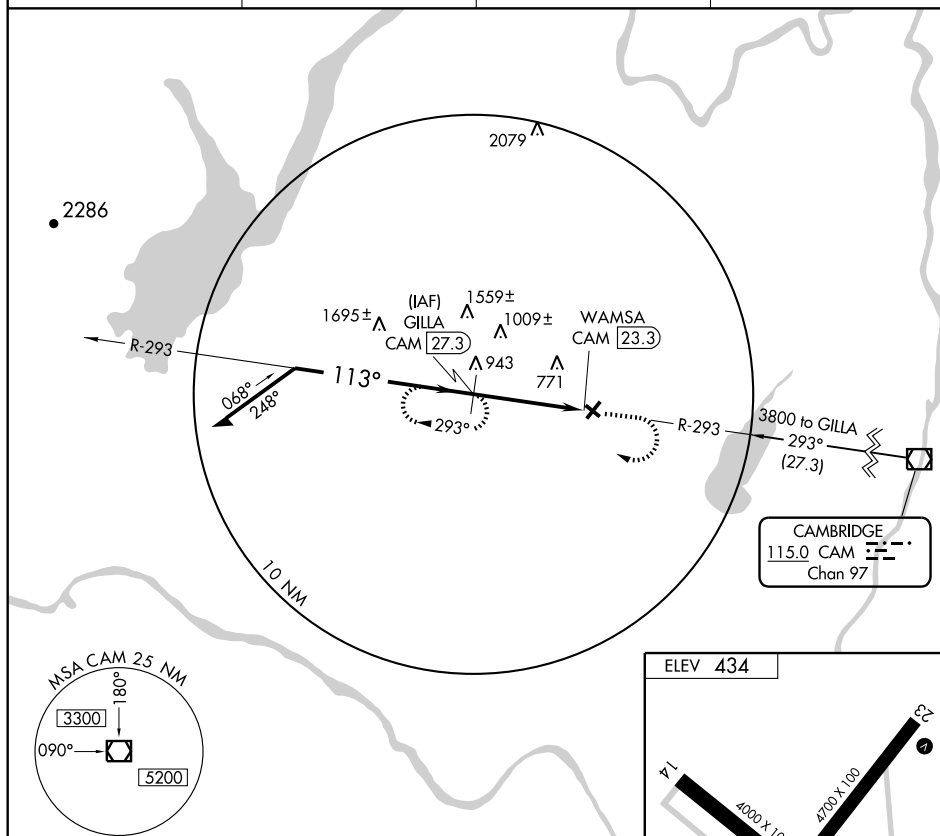 2079
2286
(IAF)
GILLA
CAM 27.3
1559±
1695±
1009±
WAMSA
CAM 23.3
943
771
R-293
113°
068°
248°
293°
R-293
3800 to GILLA
293°
(27.3)
CAMBRIDGE
115.0 CAM
Chan 97
10 NM
MSA CAM 25 NM
180°
3300
090°
5200
ELEV 434
23
V
14
4000 X 10
4700 X 100